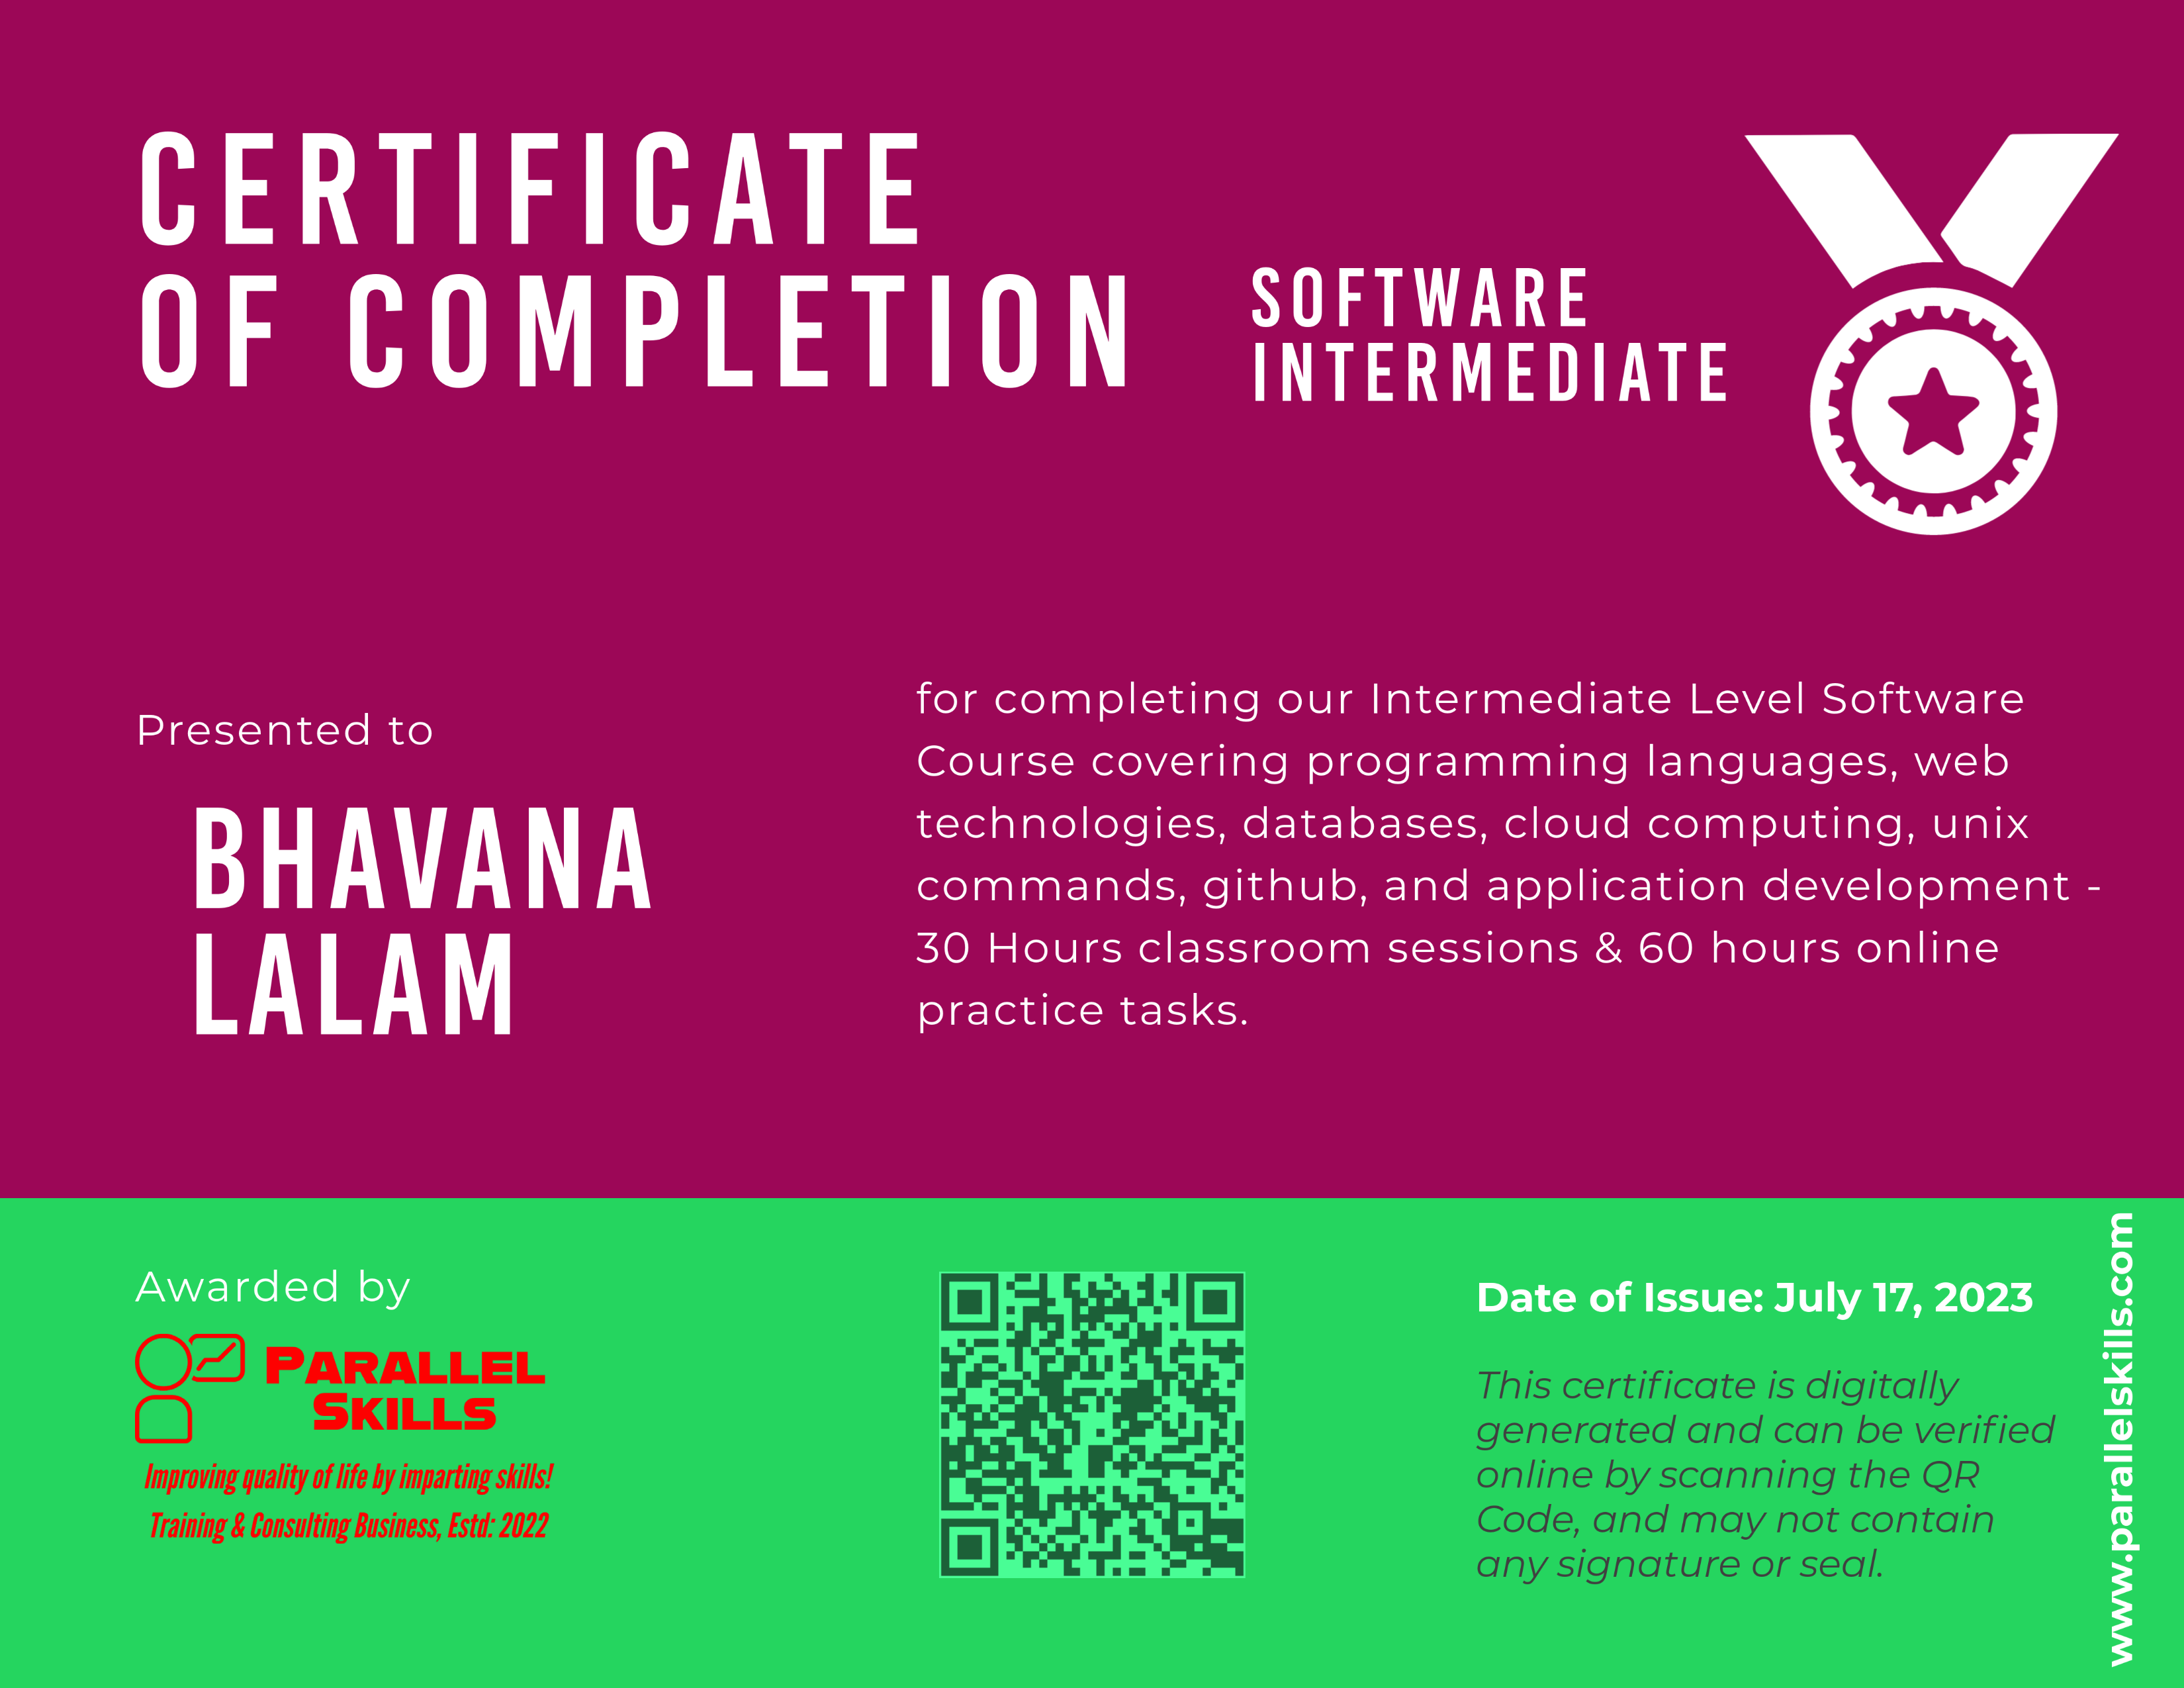 CERTIFICATE
OF COMPLETION
SOFTWARE
INTERMEDIATE
Presented to
BHAVANA
LALAM
for completing our Intermediate Level Software
Course covering programming languages, web
technologies, databases, cloud computing, unix
commands, github, and application development -
30 Hours classroom sessions & 60 hours online
practice tasks.
Awarded by
PARALLEL
SKILLS
Improving quality of life by imparting skills!
Training & Consulting Business, Estd: 2022
Date of Issue: July 17, 2023
This certificate is digitally
generated and can be verified
online by scanning the QR
Code, and may not contain
any signature or seal.
www.parallelskills.com